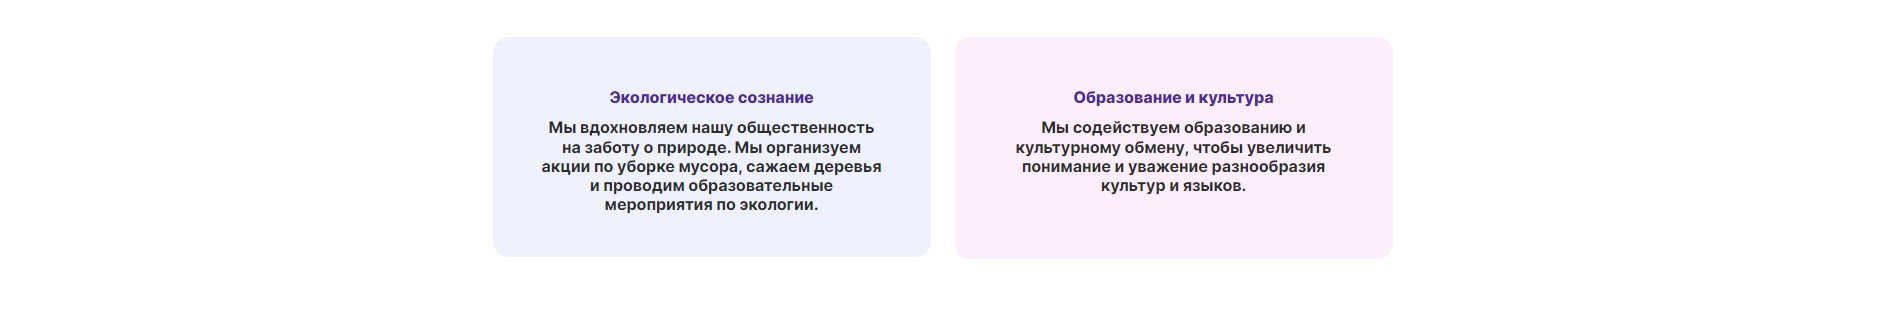 Экологическое сознание
Мы вдохновляем нашу общественность
на заботу о природе. Мы организуем
акции по уборке мусора, сажаем деревья
и проводим образовательные
мероприятия по экологии.
Образование и культура
Мы содействуем образованию и
культурному обмену, чтобы увеличить
понимание и уважение разнообразия
культур и языков.